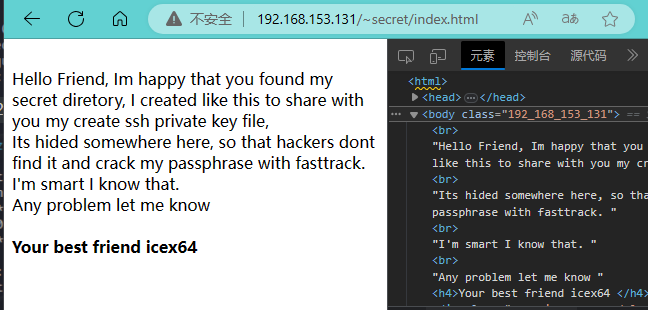 不安全 192.168.153.131/~secret/index.html A aあ
Hello Friend, Im happy that you found my
secret diretory, I created like this to share with
you my create ssh private key file,
Its hided somewhere here, so that hackers dont
find it and crack my passphrase with fasttrack.
I'm smart I know that.
Any problem let me know
Your best friend icex64
元素 控制台 源代码
<html>
<head> … </head>
<body class="192_168_153_131"> ==
<br>
"Hello Friend, Im happy that you
like this to share with you my cr
<br>
"Its hided somewhere here, so tha
passphrase with fasttrack. "
<br>
"I'm smart I know that. "
<br>
"Any problem let me know "
<h4>Your best friend icex64 </h4>